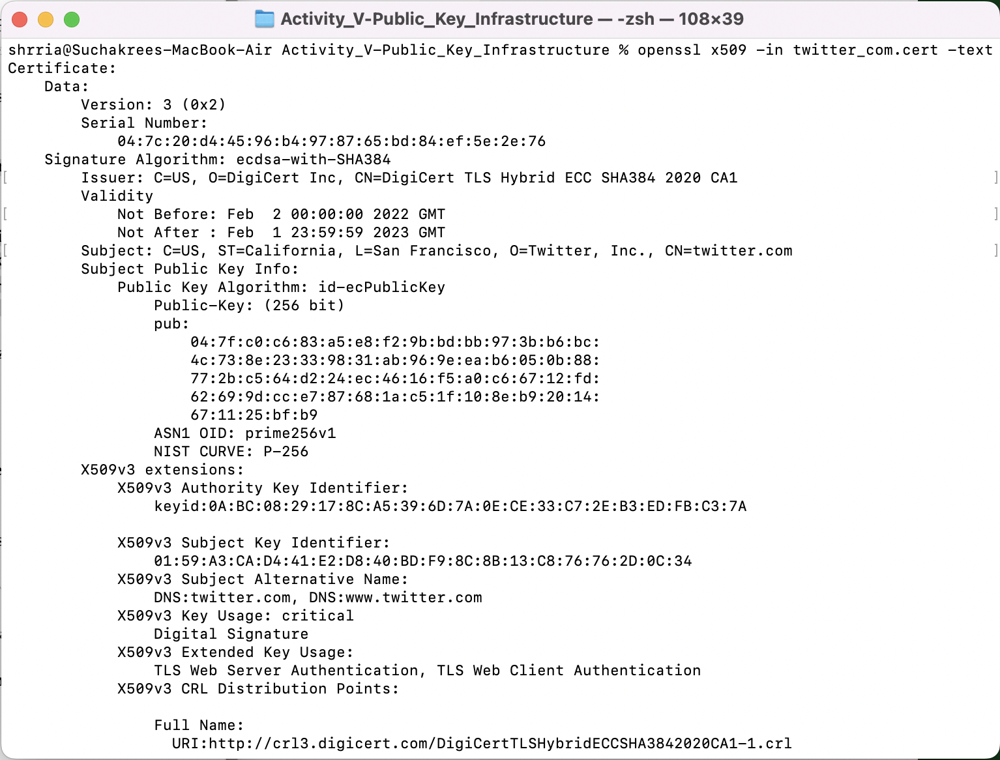 Activity_V-Public_Key_Infrastructure — -zsh — 108×39
shrria@Suchakrees-MacBook-Air Activity_V-Public_Key_Infrastructure % openssl x509 -in twitter_com.cert -text
Certificate:
    Data:
        Version: 3 (0x2)
        Serial Number:
            04:7c:20:d4:45:96:b4:97:87:65:bd:84:ef:5e:2e:76
    Signature Algorithm: ecdsa-with-SHA384
        Issuer: C=US, O=DigiCert Inc, CN=DigiCert TLS Hybrid ECC SHA384 2020 CA1
        Validity
            Not Before: Feb  2 00:00:00 2022 GMT
            Not After : Feb  1 23:59:59 2023 GMT
        Subject: C=US, ST=California, L=San Francisco, O=Twitter, Inc., CN=twitter.com
        Subject Public Key Info:
            Public Key Algorithm: id-ecPublicKey
                Public-Key: (256 bit)
                pub:
                    04:7f:c0:c6:83:a5:e8:f2:9b:bd:bb:97:3b:b6:bc:
                    4c:73:8e:23:33:98:31:ab:96:9e:ea:b6:05:0b:88:
                    77:2b:c5:64:d2:24:ec:46:16:f5:a0:c6:67:12:fd:
                    62:69:9d:cc:e7:87:68:1a:c5:1f:10:8e:b9:20:14:
                    67:11:25:bf:b9
                ASN1 OID: prime256v1
                NIST CURVE: P-256
        X509v3 extensions:
            X509v3 Authority Key Identifier:
                keyid:0A:BC:08:29:17:8C:A5:39:6D:7A:0E:CE:33:C7:2E:B3:ED:FB:C3:7A

            X509v3 Subject Key Identifier:
                01:59:A3:CA:D4:41:E2:D8:40:BD:F9:8C:8B:13:C8:76:76:2D:0C:34
            X509v3 Subject Alternative Name:
                DNS:twitter.com, DNS:www.twitter.com
            X509v3 Key Usage: critical
                Digital Signature
            X509v3 Extended Key Usage:
                TLS Web Server Authentication, TLS Web Client Authentication
            X509v3 CRL Distribution Points:

                Full Name:
                  URI:http://crl3.digicert.com/DigiCertTLSHybridECCSHA3842020CA1-1.crl